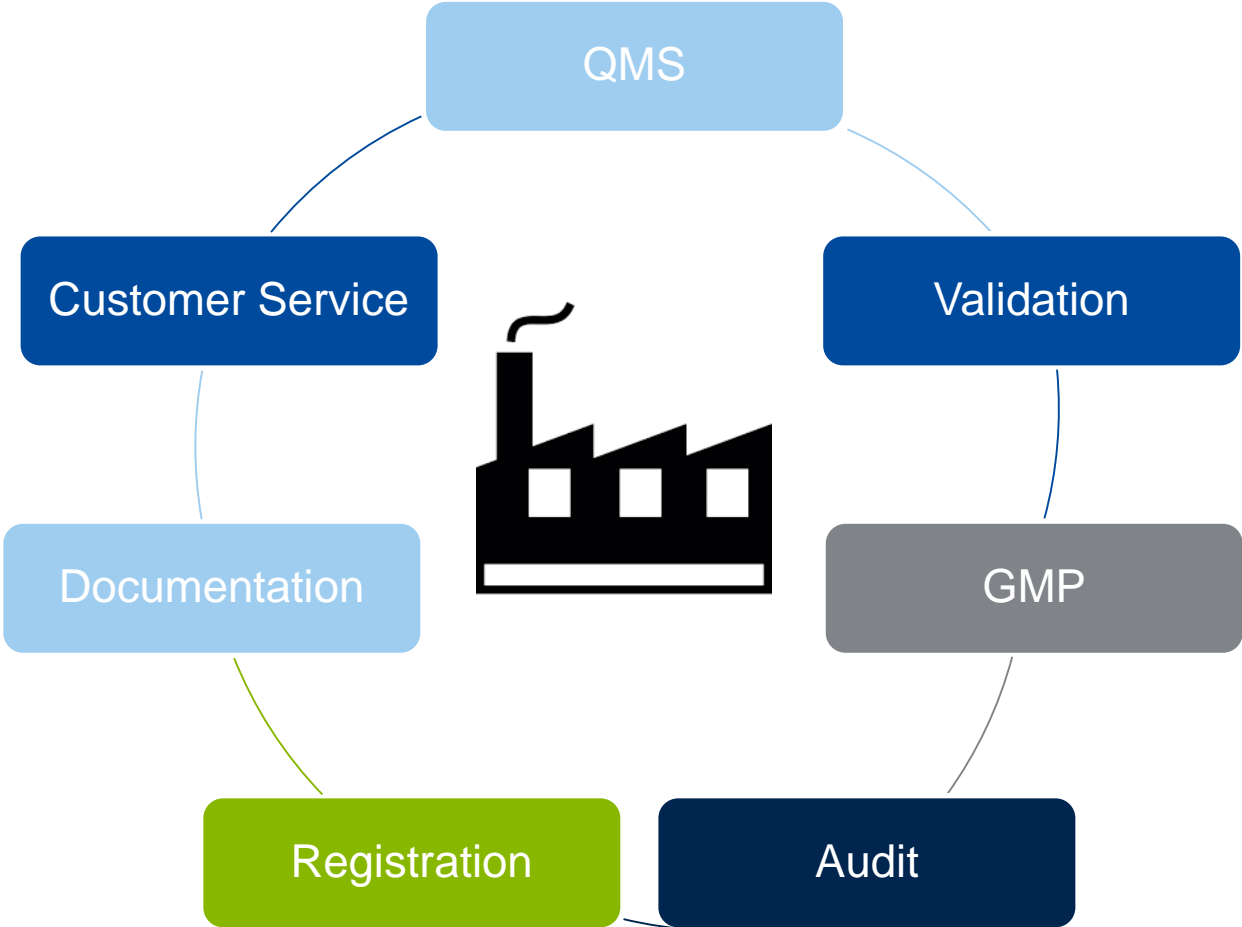 QMS
Customer Service
Validation
Documentation
GMP
Registration
Audit